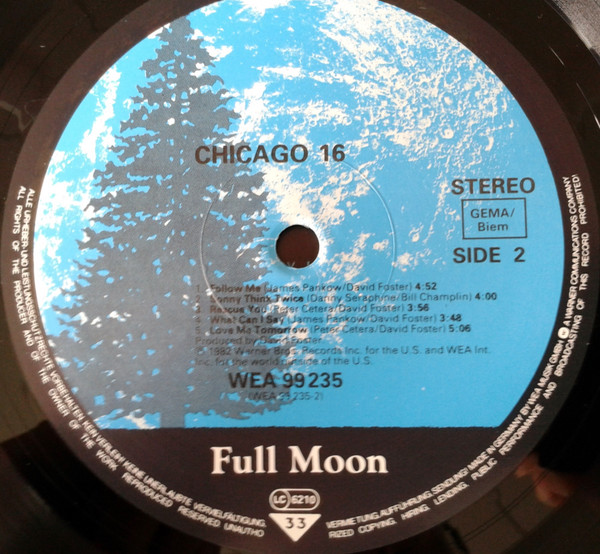 CHICAGO 16
STEREO
GEMA/
Biem
SIDE 2
1. Follow Me (James Pankow/David Foster) 4:52
2. Sonny Think Twice (Danny Seraphine/Bill Champlin) 4:00
3. Rescue You (Peter Cetera/David Foster) 3:56
4. What Can I Say (James Pankow/David Foster) 3:48
5. Love Me Tomorrow (Peter Cetera/David Foster) 5:06
Produced by David Foster
© 1982 Warner Bros. Records Inc. for the U.S. and WEA Int.
Inc. for the world outside of the U.S.
WEA 99 235
(WEA 99 235-2)
Full Moon
LC 6210
33
ALLE URHEBER- UND LEISTUNGSSCHUTZRECHTE VORBEHALTEN. KEIN VERLEIH! KEINE UNERLAUBTE VERVIELFÄLTIGUNG,
VERMIETUNG, AUFFÜHRUNG, SENDUNG! MADE IN GERMANY BY WEA MUSIK GMBH A WARNER COMMUNICATIONS COMPANY
ALL RIGHTS OF THE PRODUCER AND OF THE OWNER OF THE WORK REPRODUCED RESERVED UNAUTHO
RIZED COPYING, HIRING, LENDING, PUBLIC PERFORMANCE AND BROADCASTING OF THIS RECORD PROHIBITED!